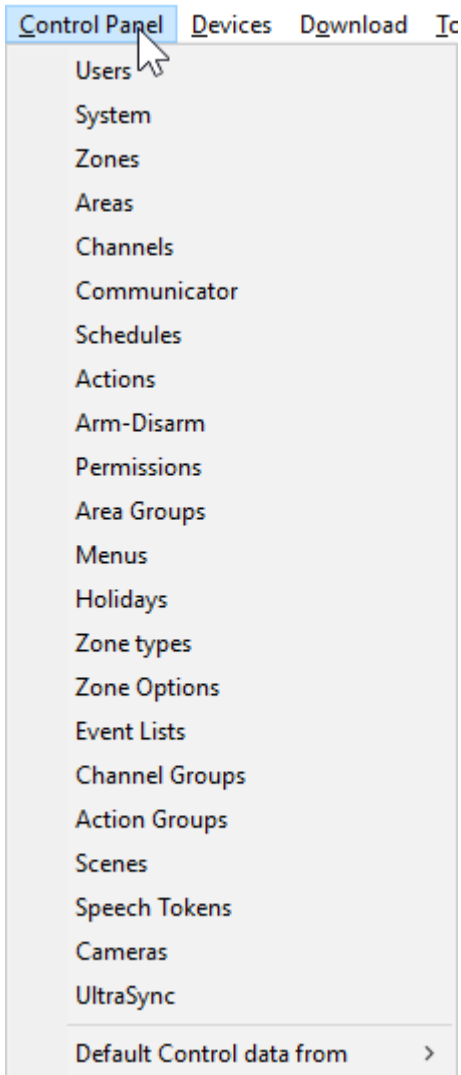 Control Panel Devices Download To
Users
System
Zones
Areas
Channels
Communicator
Schedules
Actions
Arm-Disarm
Permissions
Area Groups
Menus
Holidays
Zone types
Zone Options
Event Lists
Channel Groups
Action Groups
Scenes
Speech Tokens
Cameras
UltraSync
Default Control data from >